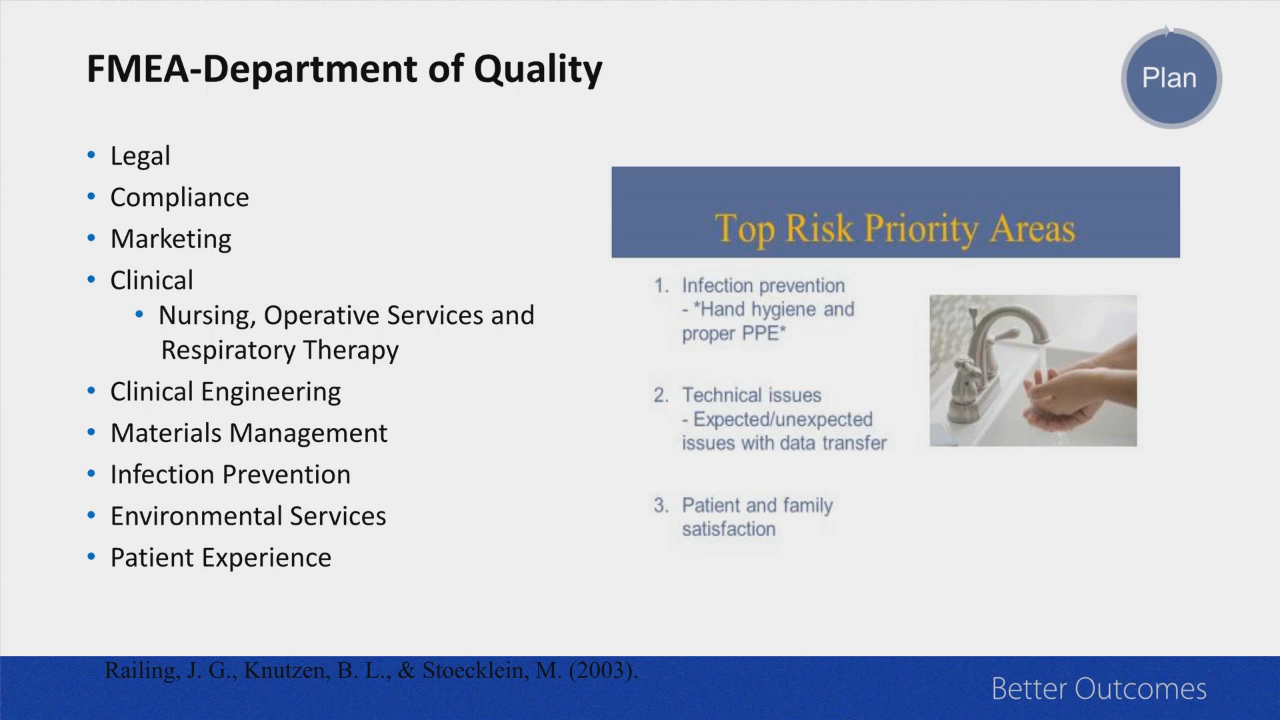 FMEA-Department of Quality
Plan
• Legal
• Compliance
• Marketing
• Clinical
• Nursing, Operative Services and
Respiratory Therapy
• Clinical Engineering
• Materials Management
• Infection Prevention
• Environmental Services
• Patient Experience
Top Risk Priority Areas
1. Infection prevention
- *Hand hygiene and
proper PPE*
2. Technical issues
- Expected/unexpected
issues with data transfer
3. Patient and family
satisfaction
Railing, J. G., Knutzen, B. L., & Stoecklein, M. (2003).
Better Outcomes